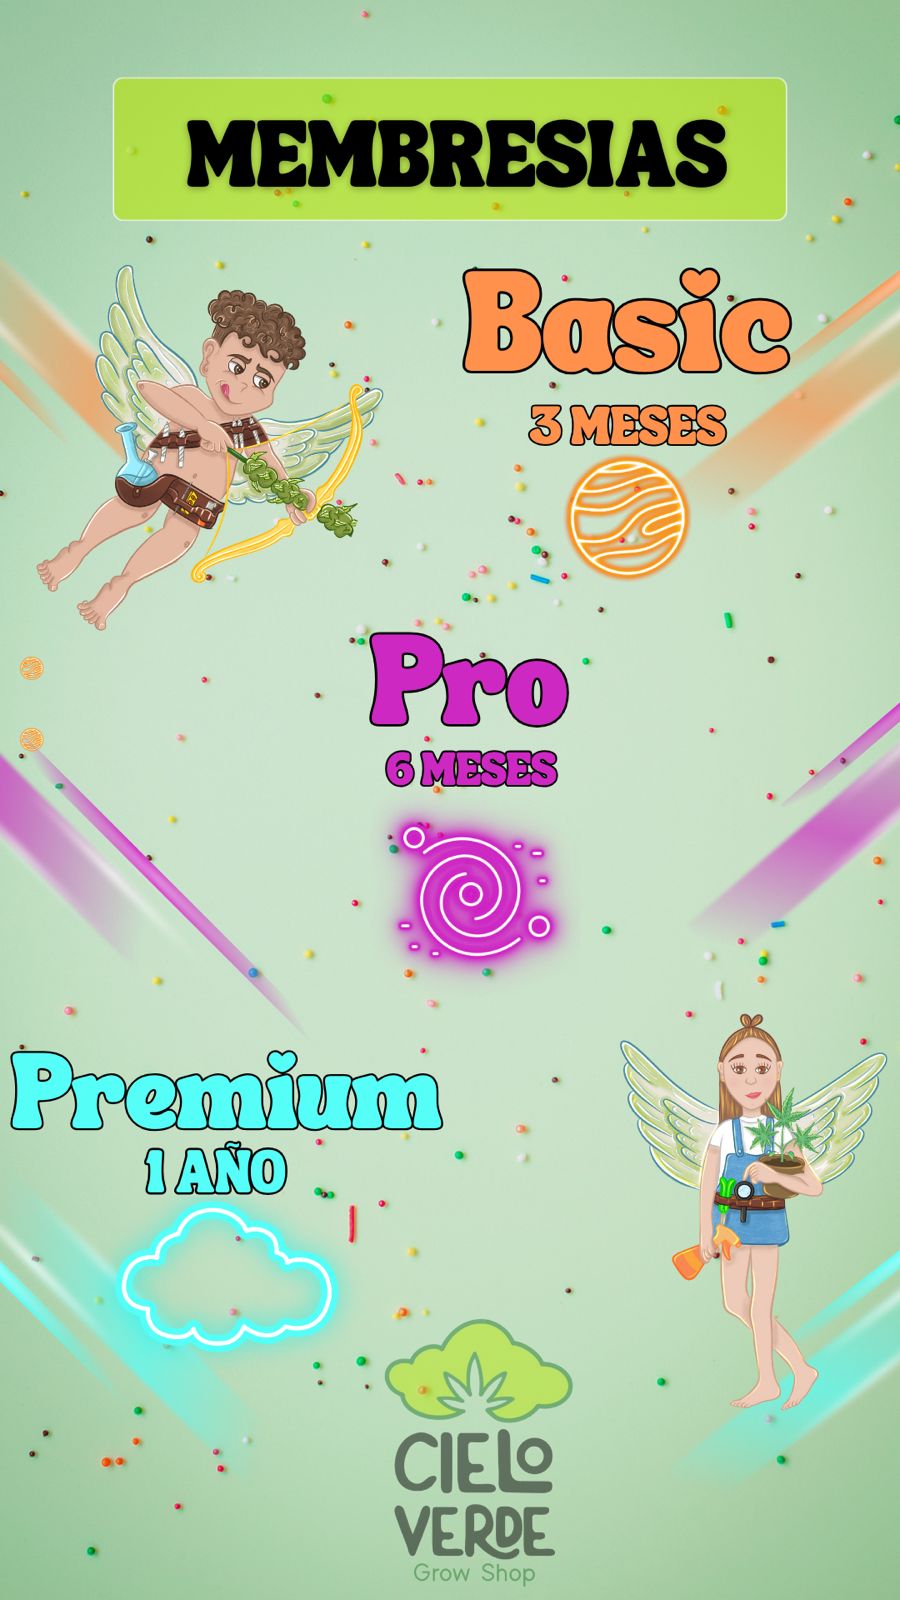 MEMBRESIAS
Basic
3 MESES
Pro
6 MESES
Premium
1 AÑO
CIELO
VERDE
Grow Shop